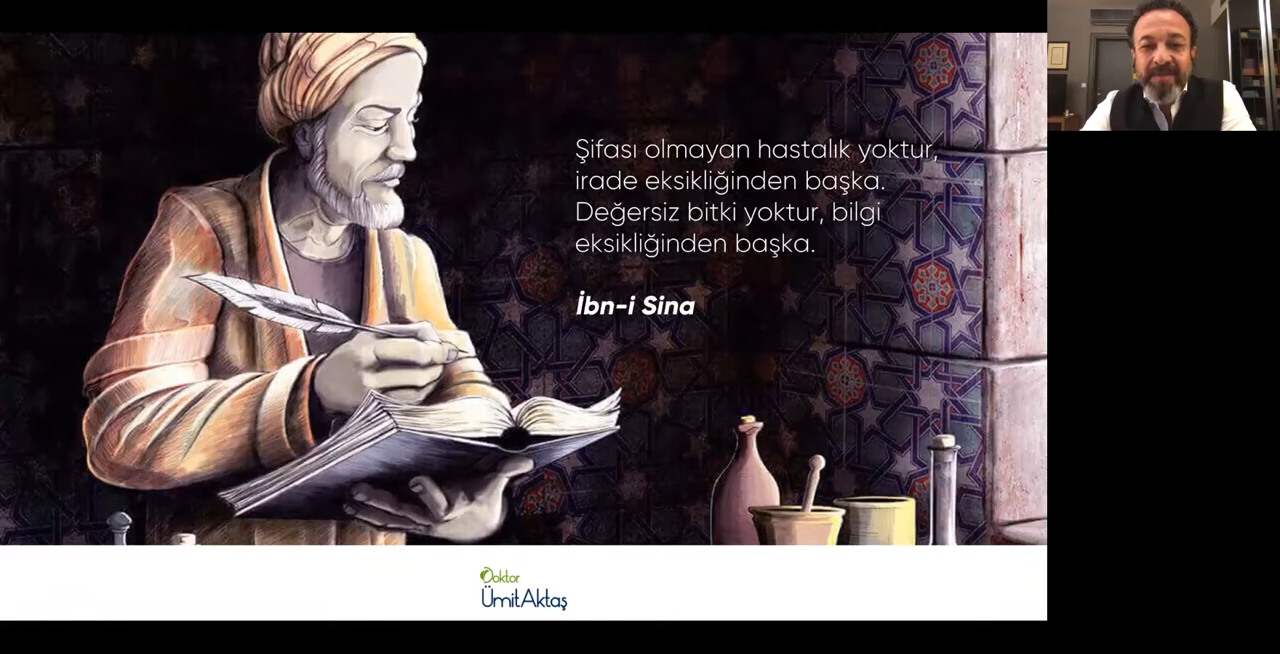 Şifası olmayan hastalık yoktur,
irade eksikliğinden başka.
Değersiz bitki yoktur, bilgi
eksikliğinden başka.
İbn-i Sina
Doktor
ÜmitAktaş